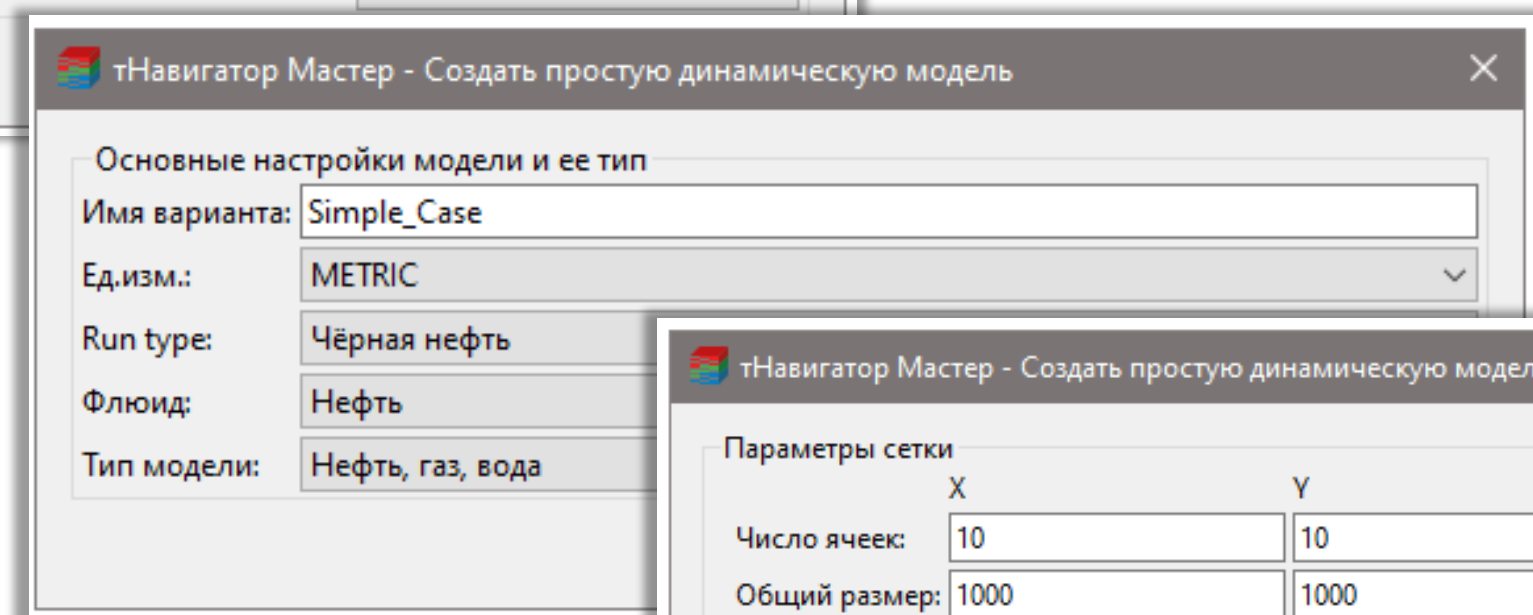 тНавигатор Мастер - Создать простую динамическую модель
Основные настройки модели и ее тип
Имя варианта: Simple_Case
Ед.изм.: METRIC
Run type: Чёрная нефть
Флюид: Нефть
Тип модели: Нефть, газ, вода
тНавигатор Мастер - Создать простую динамическую модел
Параметры сетки
X Y
Число ячеек: 10 10
Общий размер: 1000 1000